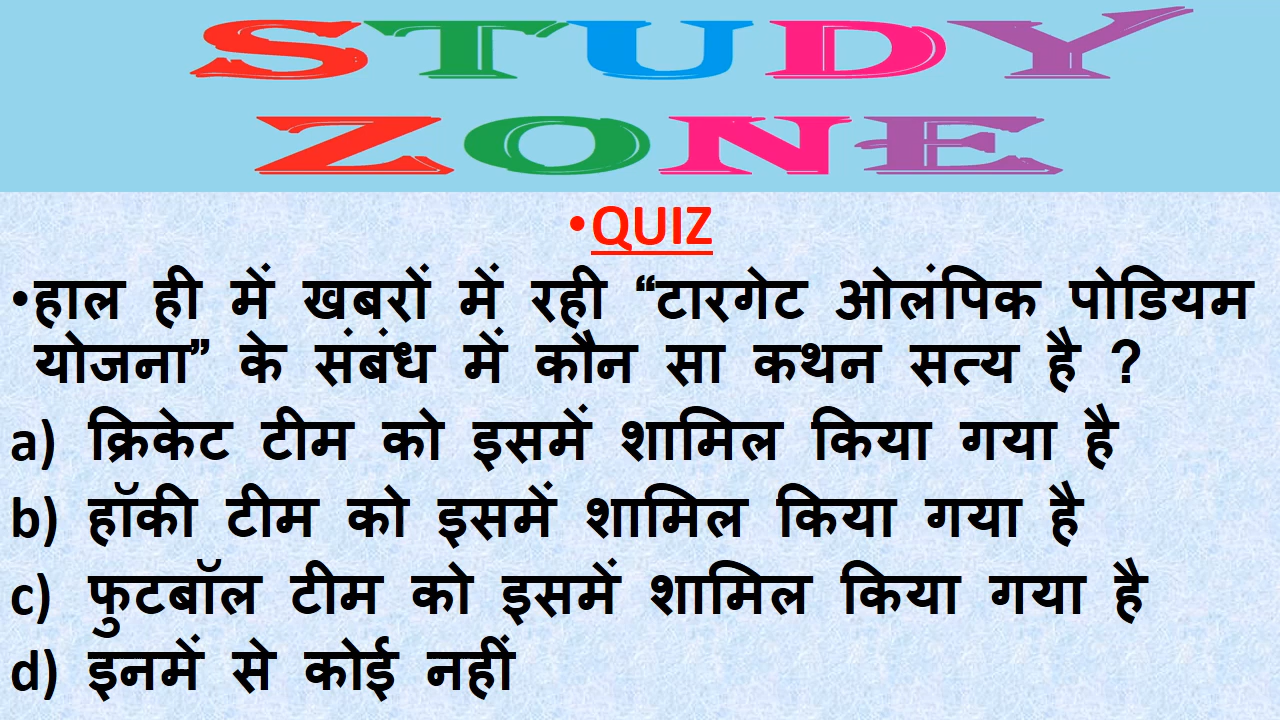 STUDY
ZONE
•QUIZ
•हाल ही में खबरों में रही “टारगेट ओलंपिक पोडियम
योजना” के संबंध में कौन सा कथन सत्य है ?
a) क्रिकेट टीम को इसमें शामिल किया गया है
b) हॉकी टीम को इसमें शामिल किया गया है
c) फुटबॉल टीम को इसमें शामिल किया गया है
d) इनमें से कोई नहीं